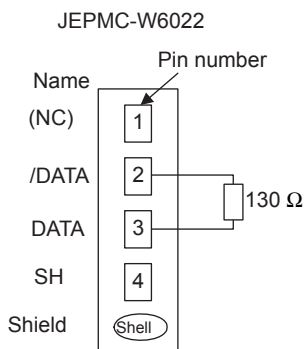 JEPMC-W6022
Pin number
Name
(NC) 1
/DATA 2
130 Ω
DATA 3
SH 4
Shield Shell